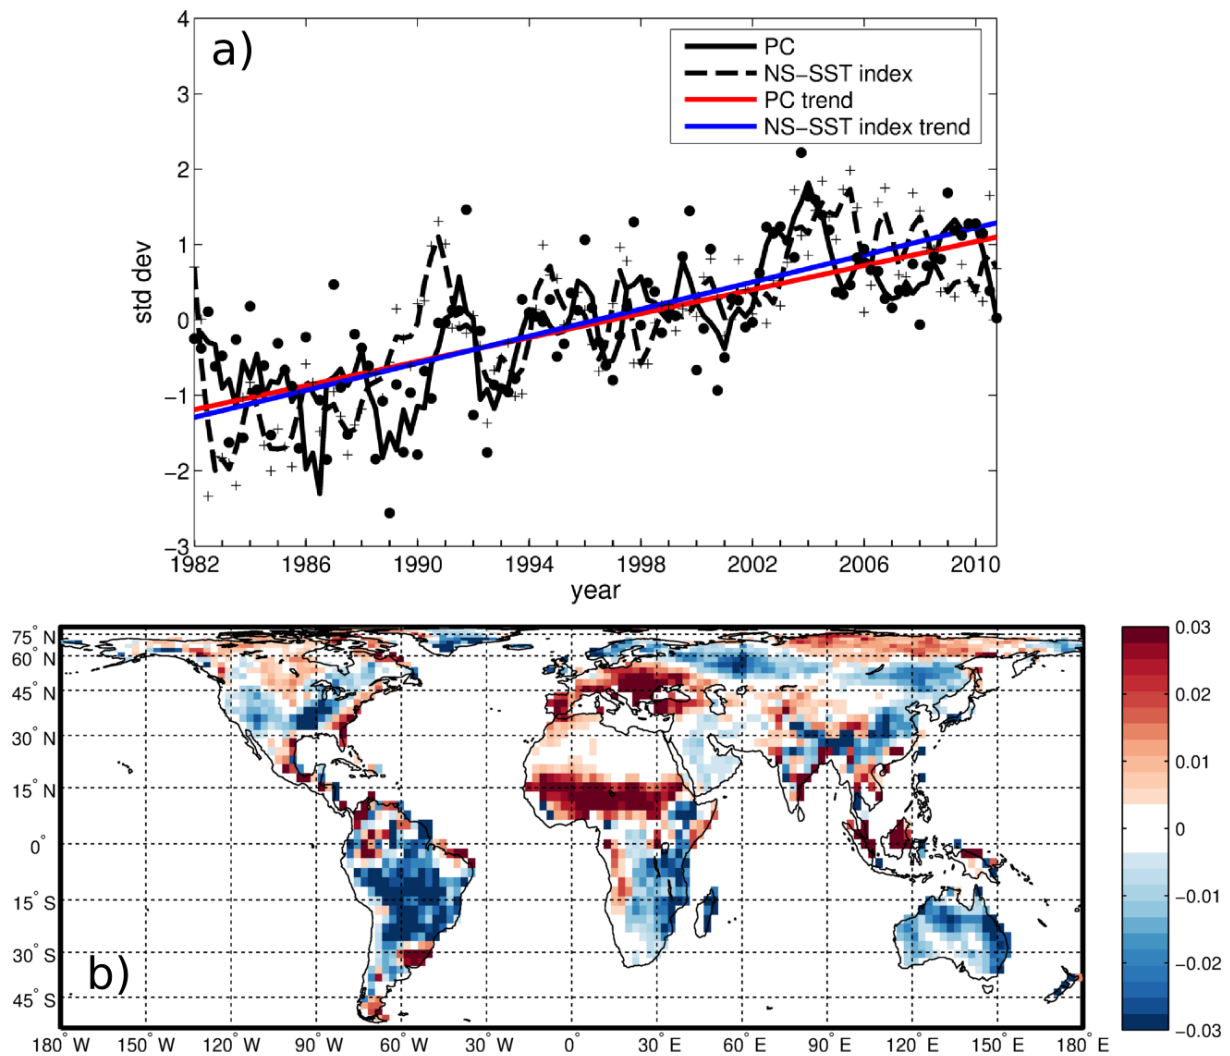 a)
4
3
2
1
0
−1
−2
−3
std dev
PC
NS−SST index
PC trend
NS−SST index trend
1982 1986 1990 1994 1998 2002 2006 2010
year
75° N
60° N
45° N
30° N
15° N
0°
15° S
30° S
45° S
b)
180° W 150° W 120° W 90° W 60° W 30° W 0° 30° E 60° E 90° E 120° E 150° E 180° E
0.03
0.02
0.01
0
−0.01
−0.02
−0.03